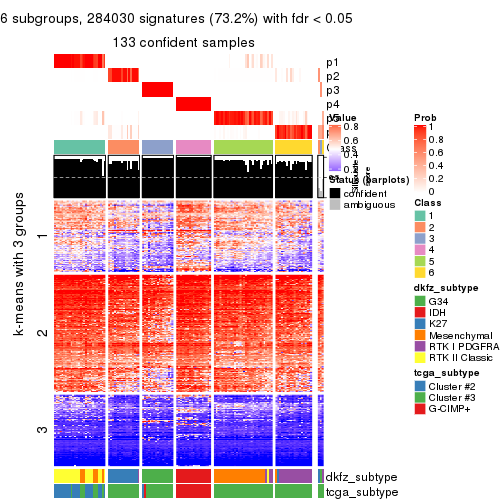 6 subgroups, 284030 signatures (73.2%) with fdr < 0.05
133 confident samples
p1
p2
p3
p4
Value
0.8
0.6
0.4
0.2
Status (barplots)
confident
ambiguous
Prob
1
0.8
0.6
0.4
0.2
0
Class
1
2
3
4
5
6
dkfz_subtype
G34
IDH
K27
Mesenchymal
RTK I PDGFRA
RTK II Classic
tcga_subtype
Cluster #2
Cluster #3
G-CIMP+
k-means with 3 groups
1
2
3
dkfz_subtype
tcga_subtype